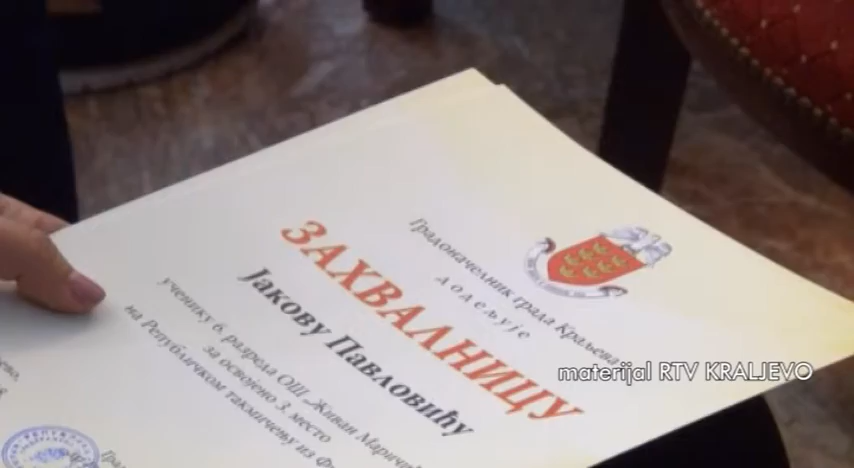 Градоначелник града Краљева
додељује
ЗАХВАЛНИЦУ
Јакову Павловићу
ученику 6. разреда ОШ „Живан Маричић
за освојено 3. место
на Републичком такмичењу из
materijal RTV KRALJEVO